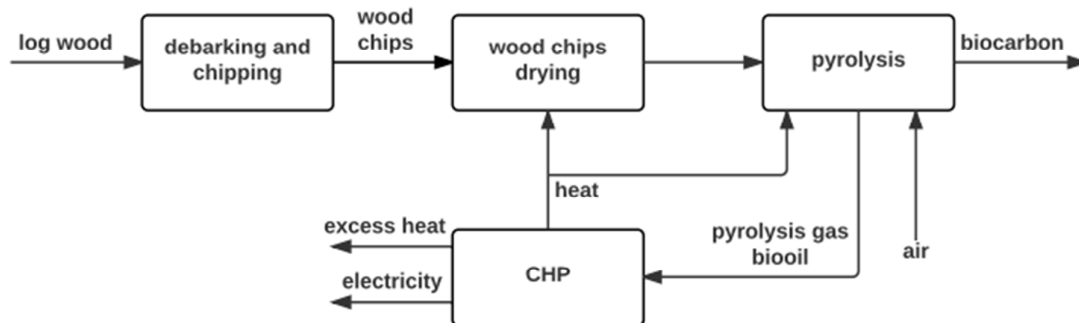 log wood
debarking and
chipping
wood
chips
wood chips
drying
pyrolysis
biocarbon
heat
excess heat
electricity
CHP
pyrolysis gas
biooil
air